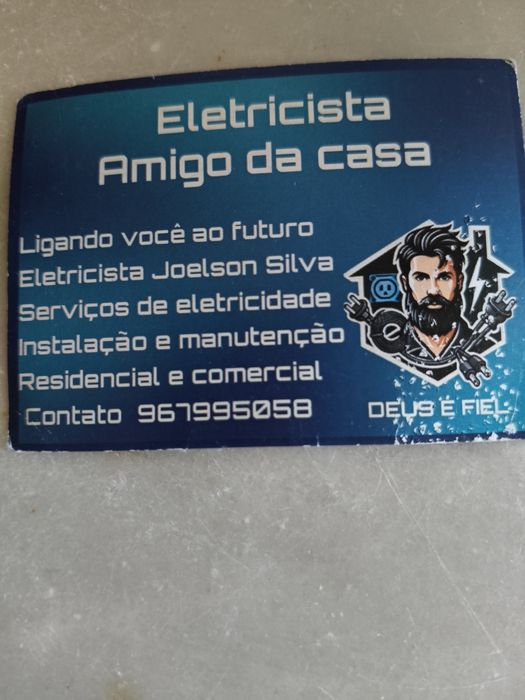 Eletricista
Amigo da casa
Ligando você ao futuro
Eletricista Joelson Silva
Serviços de eletricidade
Instalação e manutenção
Residencial e comercial
Contato 967995058
DEUS É FIEL